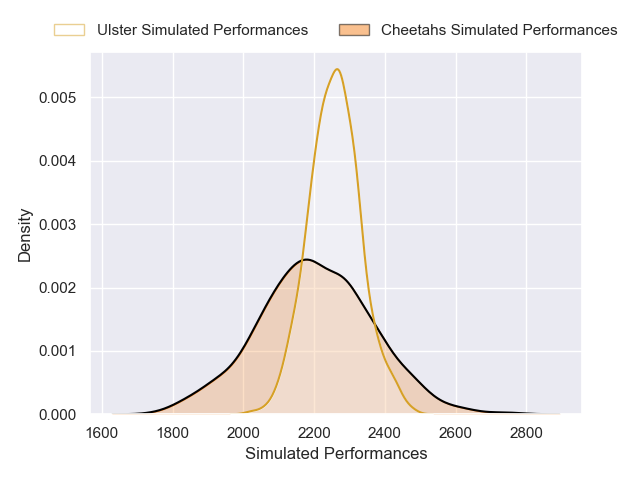 Ulster Simulated Performances Cheetahs Simulated Performances
0.005
0.004
0.003
0.002
0.001
0.000
Density
1600 1800 2000 2200 2400 2600 2800
Simulated Performances